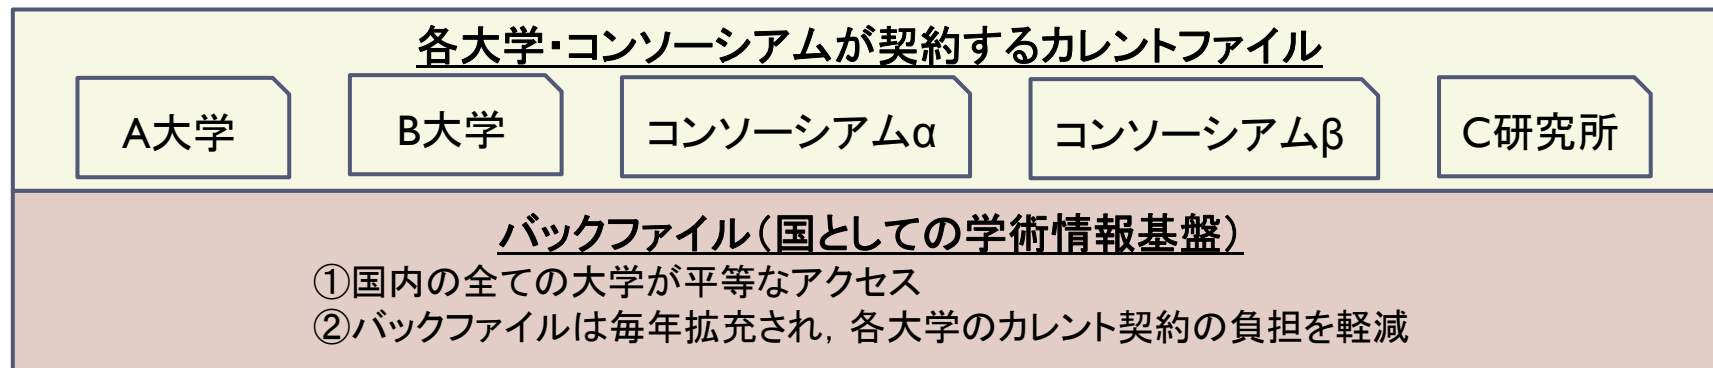 各大学・コンソーシアムが契約するカレントファイル
A大学
B大学
コンソーシアムα
コンソーシアムβ
C研究所
バックファイル（国としての学術情報基盤）
①国内の全ての大学が平等なアクセス
②バックファイルは毎年拡充され，各大学のカレント契約の負担を軽減